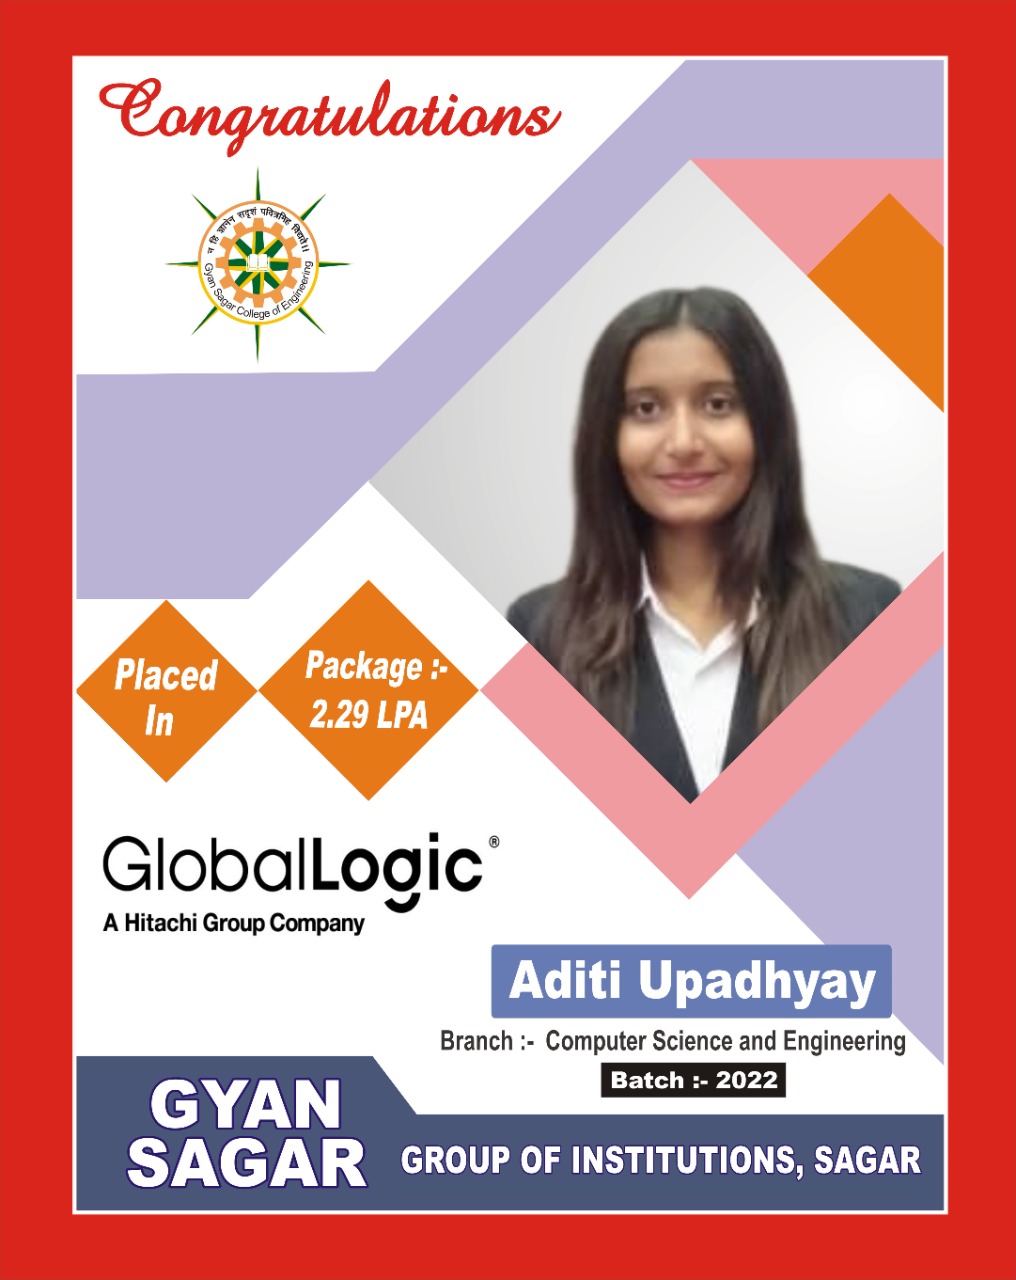 Congratulations
न हि ज्ञानेन सदृशं पवित्रमिह विद्यते।।
Gyan Sagar College of Engineering
Placed
In
Package :-
2.29 LPA
GlobalLogic®
A Hitachi Group Company
Aditi Upadhyay
Branch :- Computer Science and Engineering
Batch :- 2022
GYAN
SAGAR
GROUP OF INSTITUTIONS, SAGAR